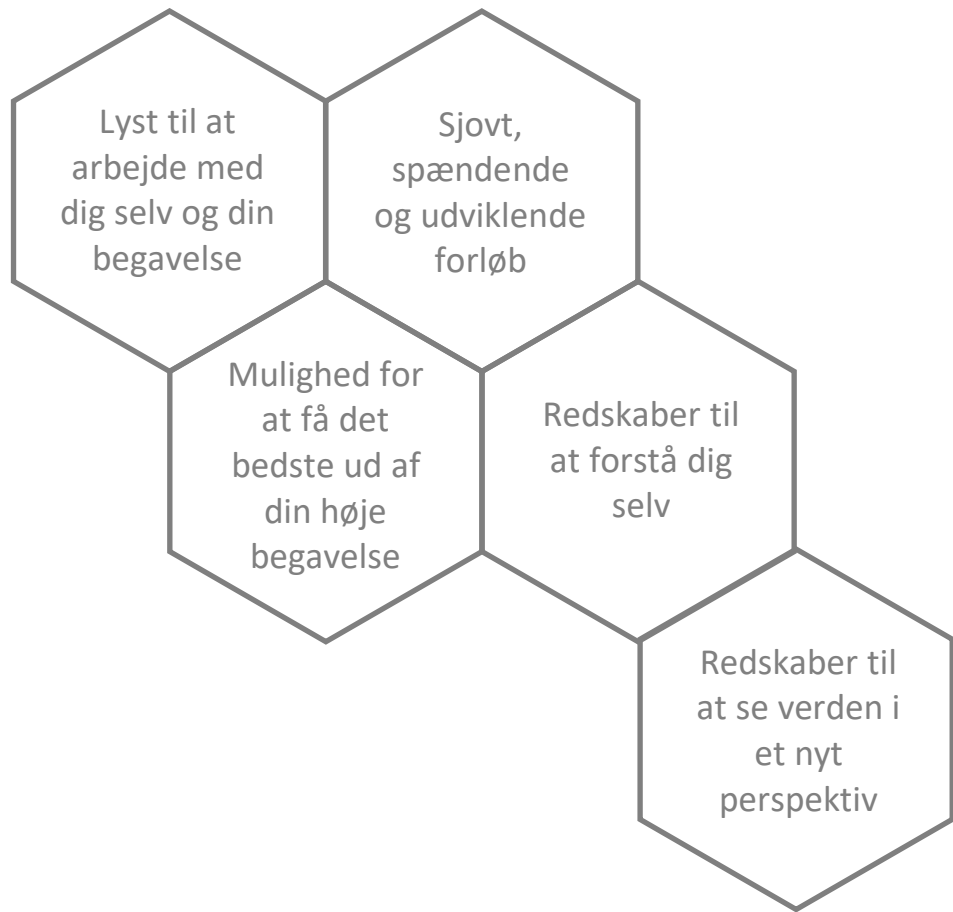 Lyst til at
arbejde med
dig selv og din
begavelse
Sjovt,
spændende
og udviklende
forløb
Mulighed for
at få det
bedste ud af
din høje
begavelse
Redskaber til
at forstå dig
selv
Redskaber til
at se verden i
et nyt
perspektiv